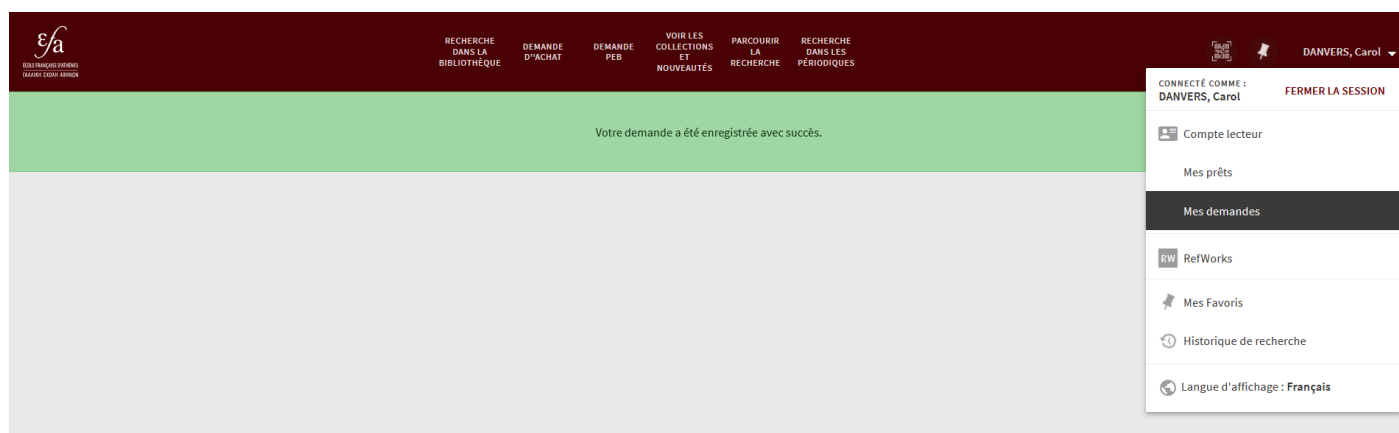 εfa
ÉCOLE FRANÇAISE D'ATHÈNES
ΓΑΛΛΙΚΗ ΣΧΟΛΗ ΑΘΗΝΩΝ
RECHERCHE
DANS LA
BIBLIOTHÈQUE
DEMANDE
D''ACHAT
DEMANDE
PEB
VOIR LES
COLLECTIONS
ET
NOUVEAUTÉS
PARCOURIR
LA
RECHERCHE
RECHERCHE
DANS LES
PÉRIODIQUES
DANVERS, Carol
Votre demande a été enregistrée avec succès.
CONNECTÉ COMME :
DANVERS, Carol
FERMER LA SESSION
Compte lecteur
Mes prêts
Mes demandes
RW RefWorks
Mes Favoris
Historique de recherche
Langue d'affichage : Français